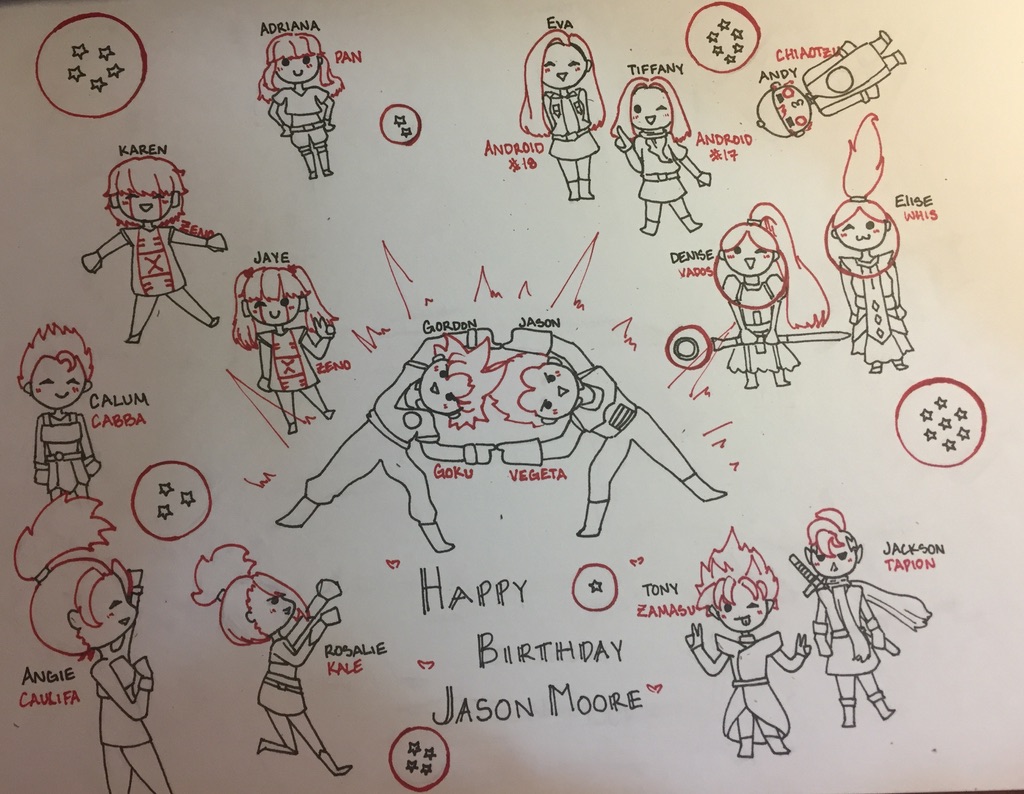 ADRIANA
PAN
EVA
ANDROID
#18
TIFFANY
ANDROID
#17
CHIAOTZU
ANDY
3
KAREN
ZENO
JAYE
ZENO
DENISE
VADOS
ELISE
WHIS
GORDON JASON
GOKU VEGETA
CALUM
CABBA
ANGIE
CAULIFA
ROSALIE
KALE
TONY
ZAMASU
JACKSON
TAPION
HAPPY
BIRTHDAY
JASON MOORE